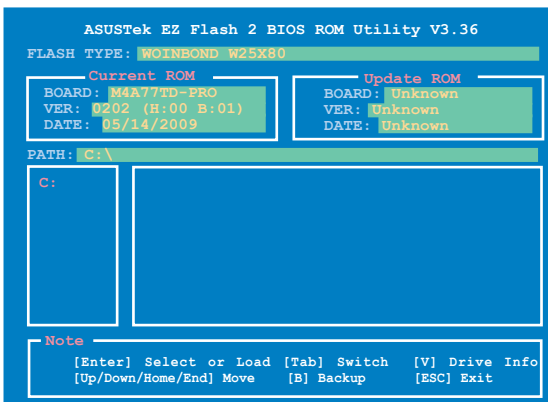 ASUSTek EZ Flash 2 BIOS ROM Utility V3.36
FLASH TYPE: WOINBOND W25X80
Current ROM
BOARD: M4A77TD-PRO
VER: 0202 (H:00 B:01)
DATE: 05/14/2009
Update ROM
BOARD: Unknown
VER: Unknown
DATE: Unknown
PATH: C:\
C:
Note
[Enter] Select or Load [Tab] Switch [V] Drive Info
[Up/Down/Home/End] Move [B] Backup [ESC] Exit